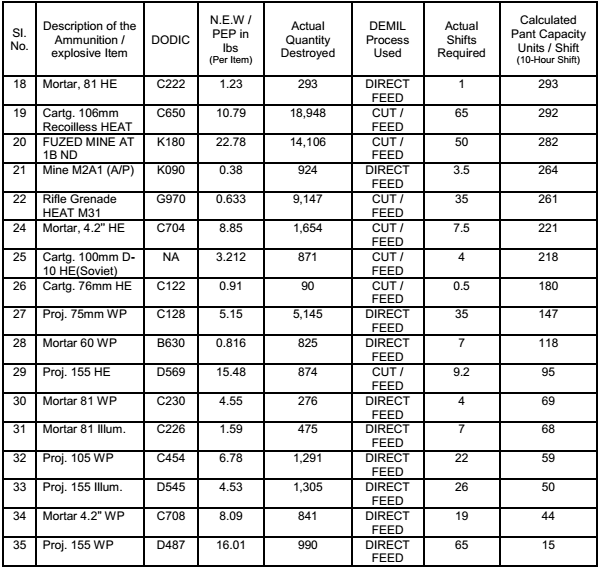 Sl. No. Description of the Ammunition / explosive Item DODIC N.E.W / PEP in lbs (Per Item) Actual Quantity Destroyed DEMIL Process Used Actual Shifts Required Calculated Pant Capacity Units / Shift (10-Hour Shift)
18 Mortar, 81 HE C222 1.23 293 DIRECT FEED 1 293
19 Cartg. 106mm Recoilless HEAT C650 10.79 18,948 CUT / FEED 65 292
20 FUZED MINE AT 1B ND K180 22.78 14,106 CUT / FEED 50 282
21 Mine M2A1 (A/P) K090 0.38 924 DIRECT FEED 3.5 264
22 Rifle Grenade HEAT M31 G970 0.633 9,147 CUT / FEED 35 261
24 Mortar, 4.2" HE C704 8.85 1,654 CUT / FEED 7.5 221
25 Cartg. 100mm D-10 HE(Soviet) NA 3.212 871 CUT / FEED 4 218
26 Cartg. 76mm HE C122 0.91 90 CUT / FEED 0.5 180
27 Proj. 75mm WP C128 5.15 5,145 DIRECT FEED 35 147
28 Mortar 60 WP B630 0.816 825 DIRECT FEED 7 118
29 Proj. 155 HE D569 15.48 874 CUT / FEED 9.2 95
30 Mortar 81 WP C230 4.55 276 DIRECT FEED 4 69
31 Mortar 81 Illum. C226 1.59 475 DIRECT FEED 7 68
32 Proj. 105 WP C454 6.78 1,291 DIRECT FEED 22 59
33 Proj. 155 Illum. D545 4.53 1,305 DIRECT FEED 26 50
34 Mortar 4.2" WP C708 8.09 841 DIRECT FEED 19 44
35 Proj. 155 WP D487 16.01 990 DIRECT FEED 65 15